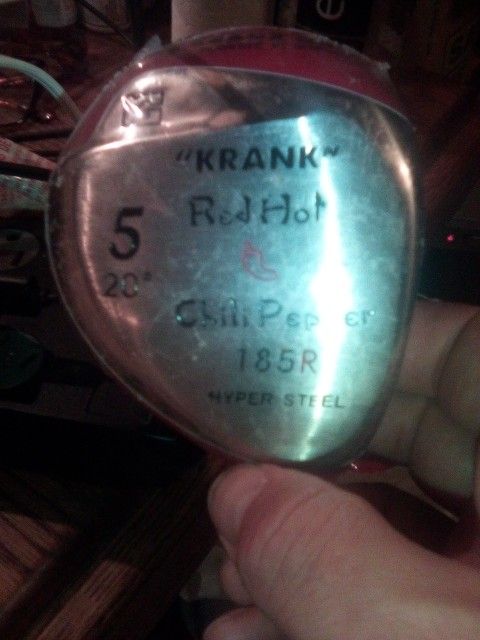 "KRANK"
Red Hot
5
20°
Chili Pepper
185R
HYPER STEEL